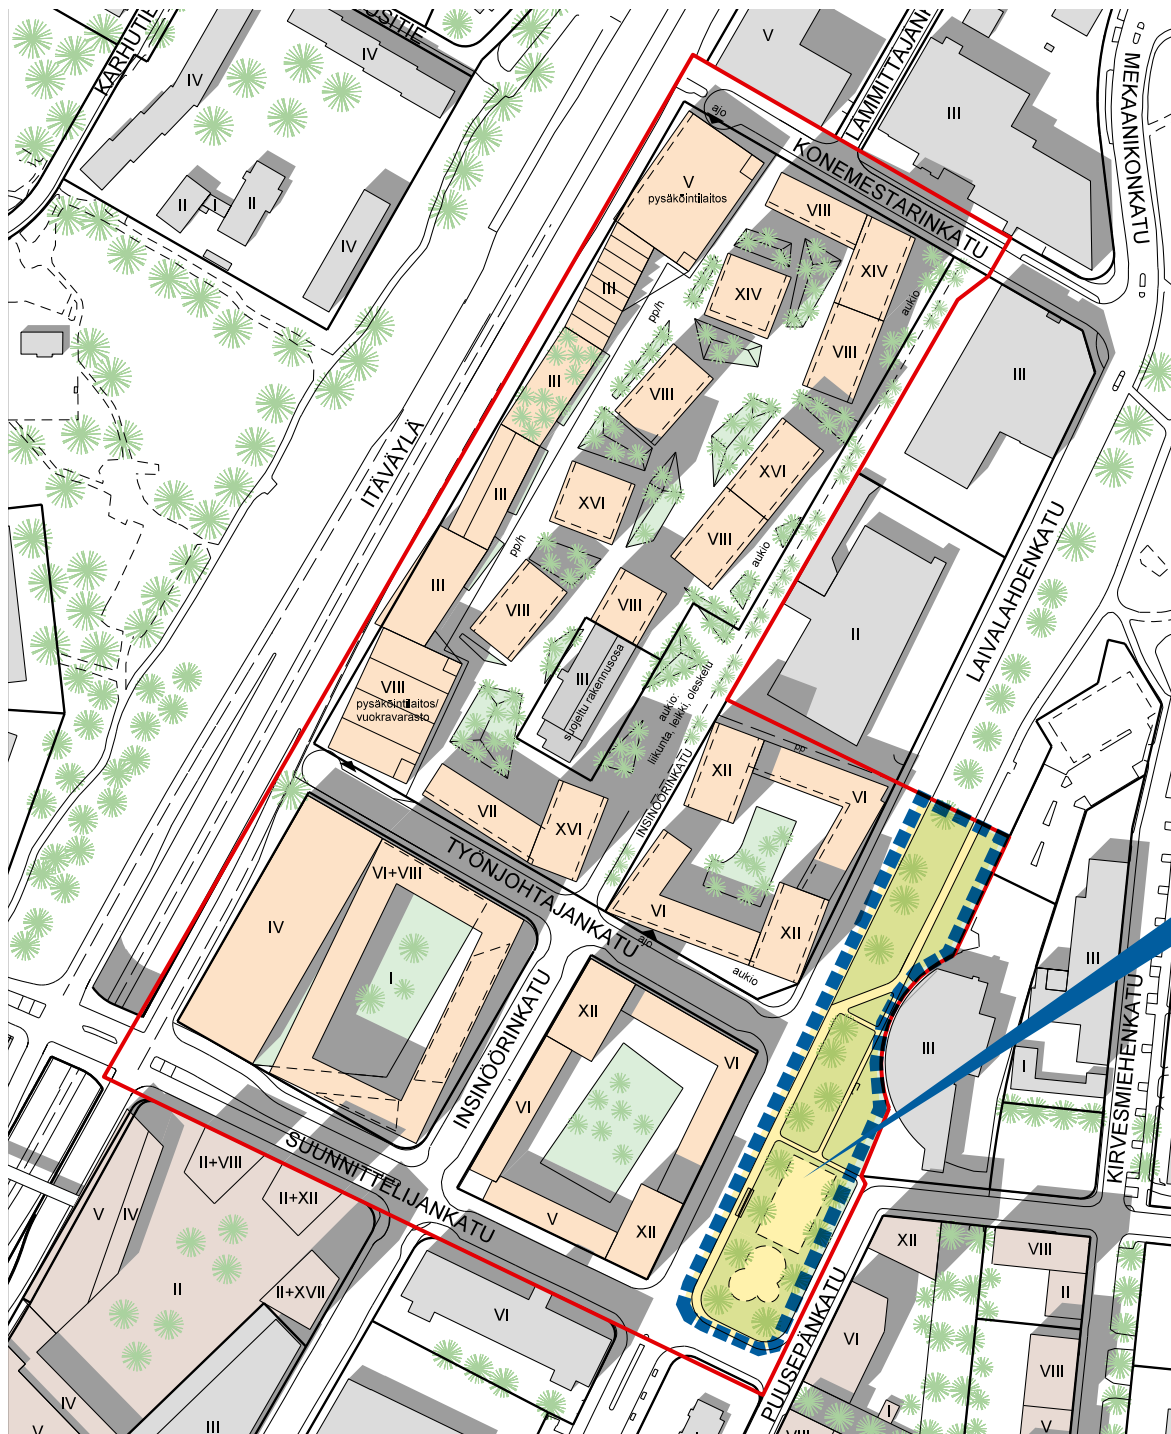 KARHUTIE
OSITIE
IV
IV
II
I
II
IV
V
LÄMMITTÄJÄN
III
MEKAANIKONKATU
ajo
KONEMESTARINKATU
V
pysäköintilaitos
VIII
XIV
III
XIV
pp/h
aukio
VIII
III
III
VIII
ITÄVÄYLÄ
XVI
III
XVI
pp/h
VIII
aukio
III
VIII
VIII
II
LAIVALAHDENKATU
III
suojeltu rakennusosa
aukio:
liikunta, leikki, oleskelu
VIII
pysäköintilaitos/
vuokravarasto
INSINÖÖRINKATU
XII
pp
VI
VII
XVI
TYÖNJOHTAJANKATU
VI+VIII
IV
I
VI
ajo
XII
aukio
III
INSINÖÖRINKATU
XII
VI
VI
III
I
KIRVESMIEHENKATU
SUUNNITTELIJANKATU
V
XII
II+VIII
II+XII
II+XVII
V
IV
II
VI
PUUSEPÄNKATU
XII
VIII
II
VI
VIII
IV
V
III
I
I
VIII
V